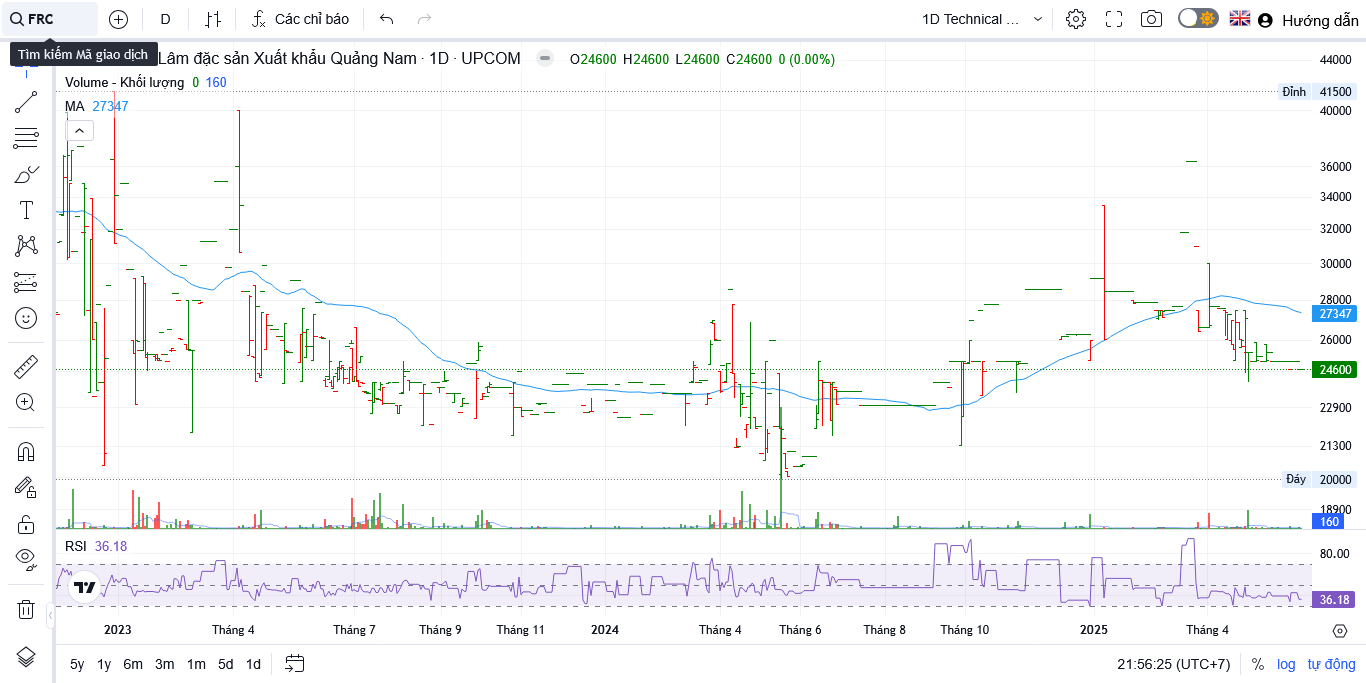 FRC
D
Các chỉ báo
1D Technical ...
Hướng dẫn
Tìm kiếm Mã giao dịch
Lâm đặc sản Xuất khẩu Quảng Nam · 1D · UPCOM
O24600 H24600 L24600 C24600 0 (0.00%)
Volume - Khối lượng 0 160
MA 27347
44000
Đỉnh 41500
40000
36000
34000
32000
30000
28000
27347
26000
24600
22900
21300
Đáy 20000
18900
160
RSI 36.18
80.00
36.18
2023 Tháng 4 Tháng 7 Tháng 9 Tháng 11 2024 Tháng 4 Tháng 6 Tháng 8 Tháng 10 2025 Tháng 4
5y 1y 6m 3m 1m 5d 1d
21:56:25 (UTC+7) % log tự động